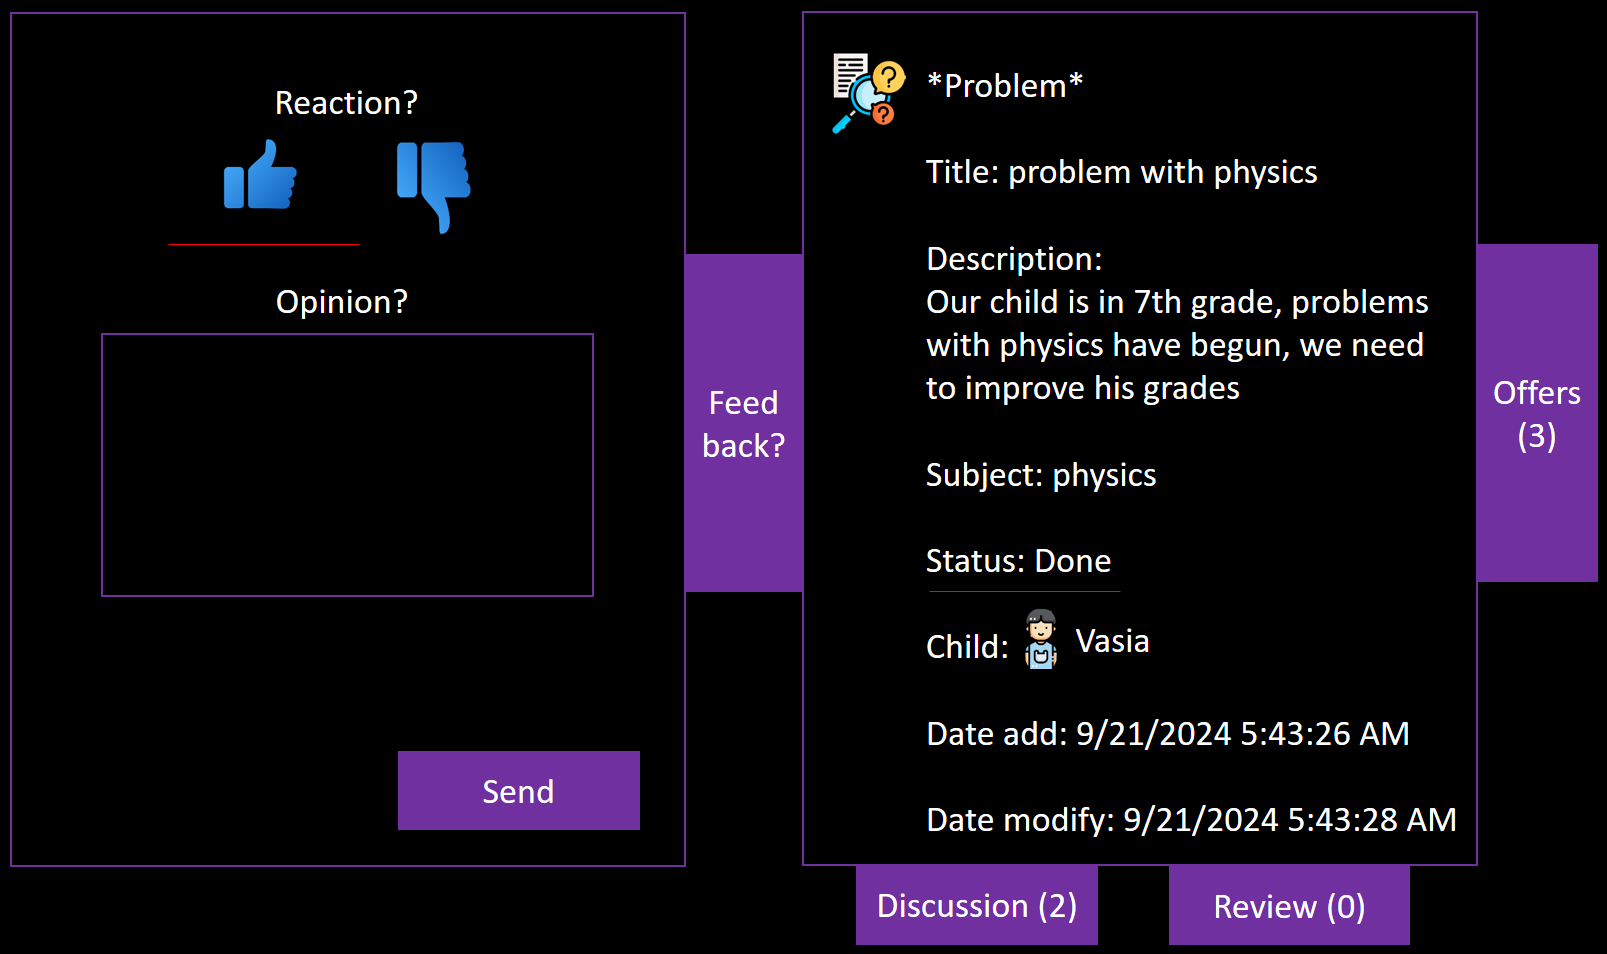 Reaction?
Opinion?
Send
Feed
back?
*Problem*
Title: problem with physics
Description:
Our child is in 7th grade, problems
with physics have begun, we need
to improve his grades
Subject: physics
Status: Done
Child: Vasia
Date add: 9/21/2024 5:43:26 AM
Date modify: 9/21/2024 5:43:28 AM
Offers
(3)
Discussion (2)
Review (0)